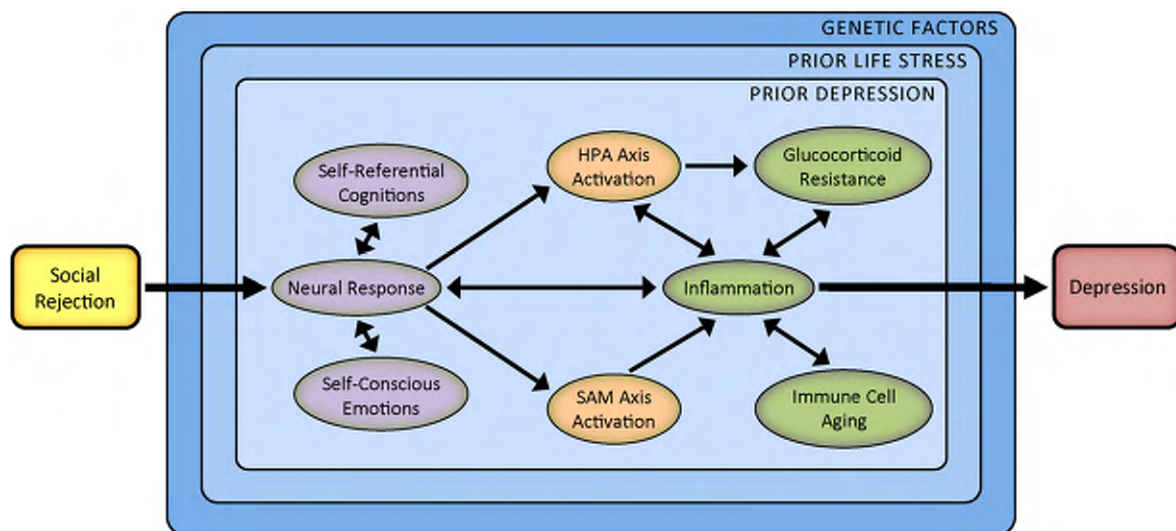 GENETIC FACTORS
PRIOR LIFE STRESS
PRIOR DEPRESSION
Self-Referential
Cognitions
HPA Axis
Activation
Glucocorticoid
Resistance
Social
Rejection
Neural Response
Inflammation
Depression
Self-Conscious
Emotions
SAM Axis
Activation
Immune Cell
Aging